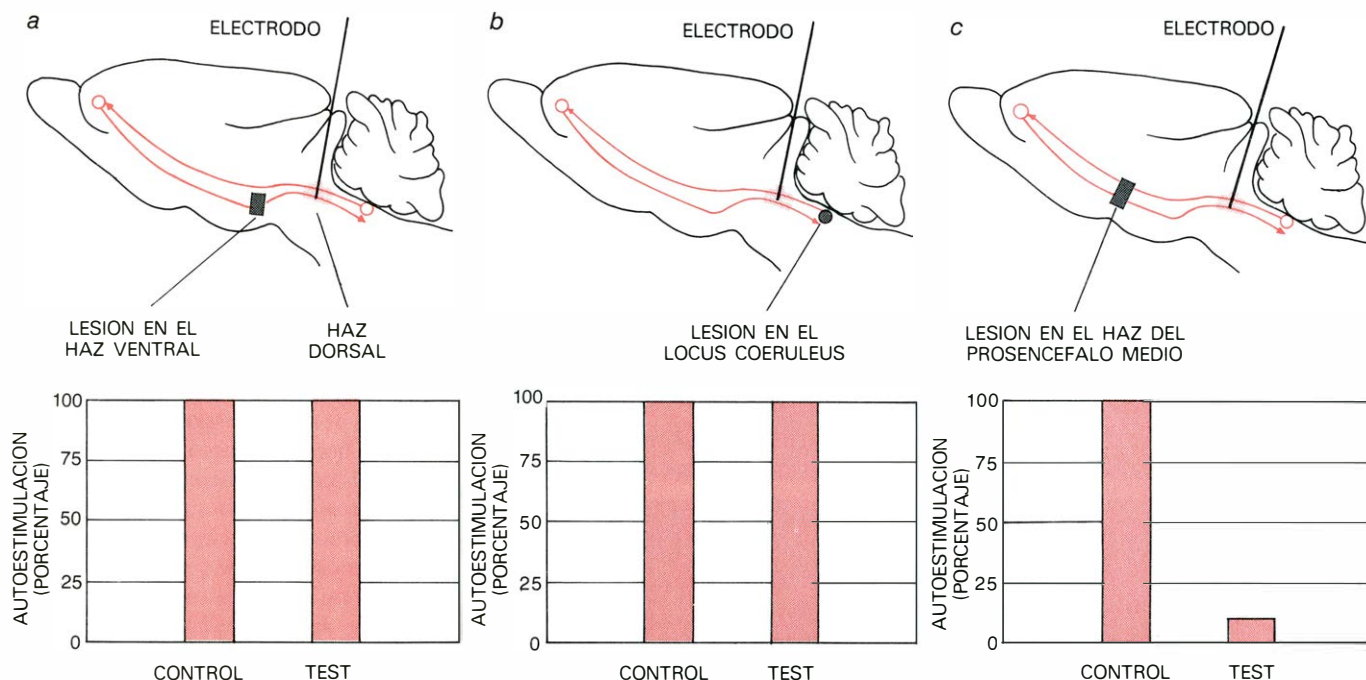 a
ELECTRODO
LESION EN EL
HAZ VENTRAL
HAZ
DORSAL
AUTOESTIMULACION
(PORCENTAJE)
100
75
50
25
0
CONTROL
TEST
b
ELECTRODO
LESION EN EL
LOCUS COERULEUS
AUTOESTIMULACION
(PORCENTAJE)
100
75
50
25
0
CONTROL
TEST
c
ELECTRODO
LESION EN EL HAZ DEL
PROSENCEFALO MEDIO
AUTOESTIMULACION
(PORCENTAJE)
100
75
50
25
0
CONTROL
TEST